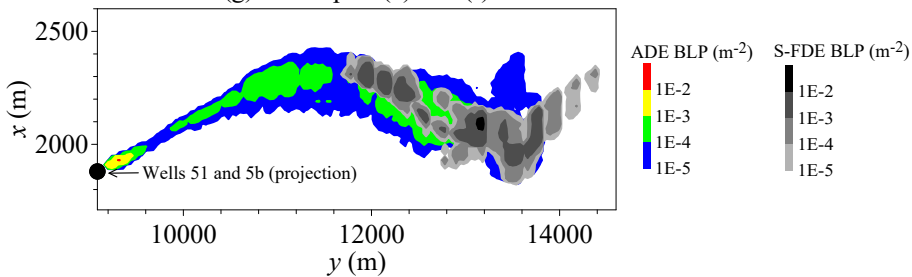 2600
2000
x (m)
Wells 51 and 5b (projection)
10000 12000 14000
y (m)
ADE BLP (m⁻²) S-FDE BLP (m⁻²)
1E-2 1E-2
1E-3 1E-3
1E-4 1E-4
1E-5 1E-5